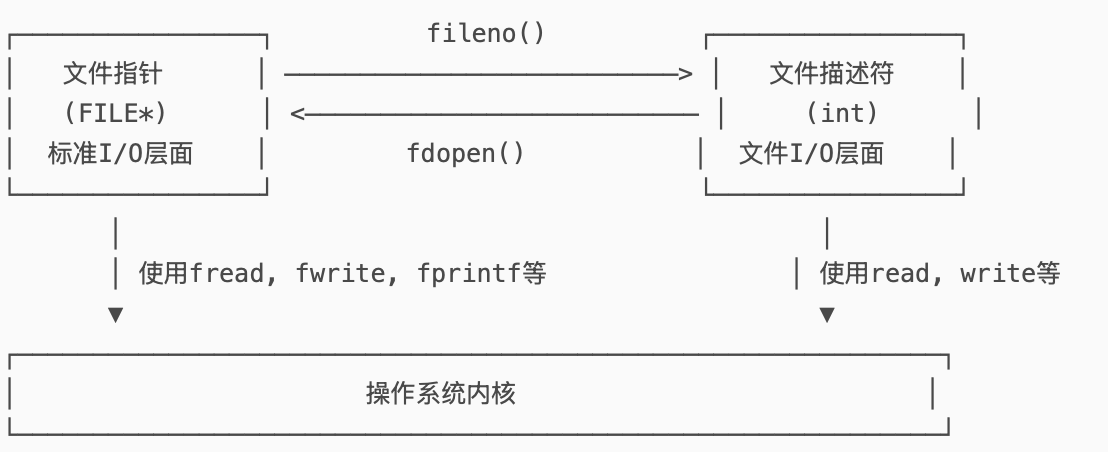 fileno()
文件指针 文件描述符
(FILE*) (int)
标准I/O层面 fdopen() 文件I/O层面
使用fread, fwrite, fprintf等 使用read, write等
操作系统内核